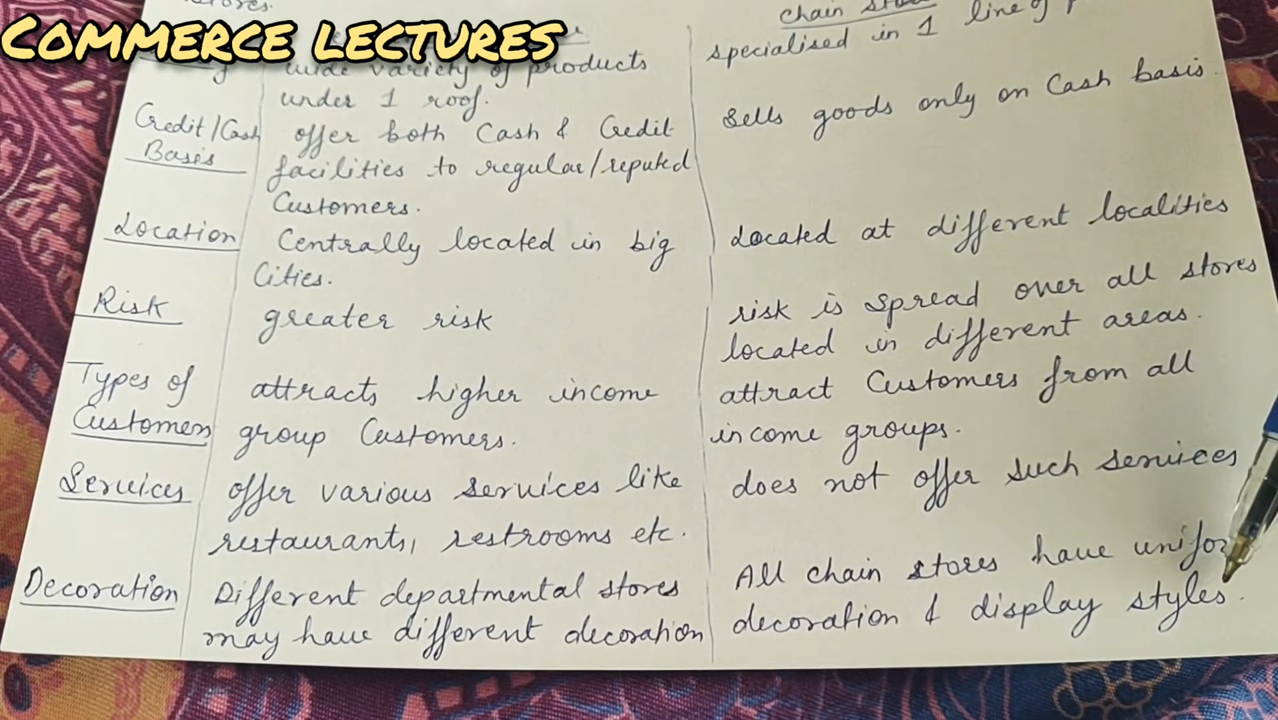 stores.
COMMERCE LECTURES
chain
specialised in 1 line of
wide variety of products
under 1 roof.
Credit/Cash
Basis
offer both Cash & Credit
facilities to regular/reputed
Customers.
Sells goods only on Cash basis.
Location
Centrally located in big
Cities.
Located at different localities
Risk
greater risk
risk is spread over all stores
located in different areas.
Types of
Customers
attracts higher income
group Customers.
attract Customers from all
income groups.
Services
offer various services like
restaurants, restrooms etc.
does not offer such services
Decoration
Different departmental stores
may have different decoration
All chain stores have
decoration & display styles.